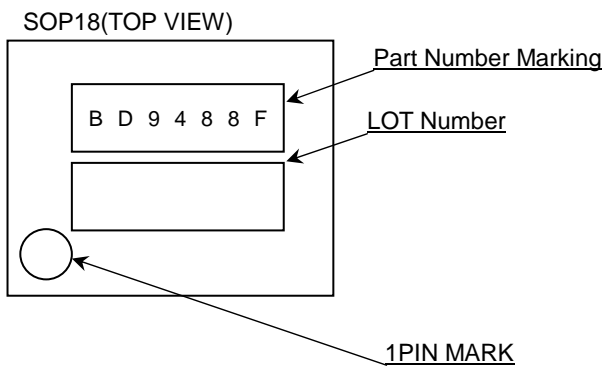 SOP18(TOP VIEW)
Part Number Marking
B D 9 4 8 8 F
LOT Number
1PIN MARK